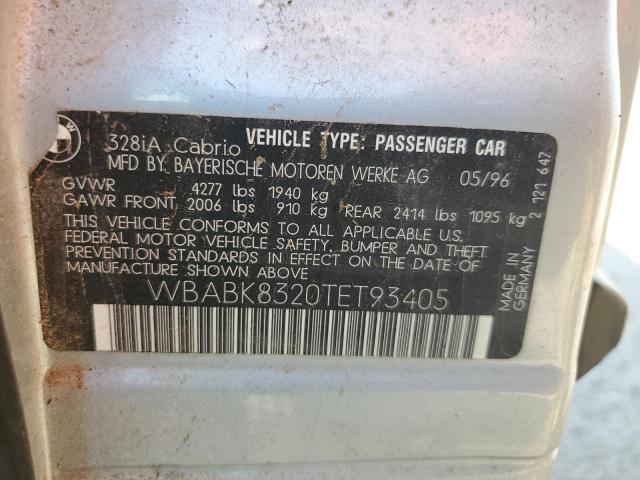 328iA Cabrio VEHICLE TYPE: PASSENGER CAR
MFD BY BAYERISCHE MOTOREN WERKE AG 05/96
GVWR 4277 lbs 1940 kg
GAWR FRONT 2006 lbs 910 kg REAR 2414 lbs 1095 kg
THIS VEHICLE CONFORMS TO ALL APPLICABLE U.S.
FEDERAL MOTOR VEHICLE SAFETY, BUMPER AND THEFT
PREVENTION STANDARDS IN EFFECT ON THE DATE OF
MANUFACTURE SHOWN ABOVE.
WBABK8320TET93405
MADE IN
GERMANY
2 121 647